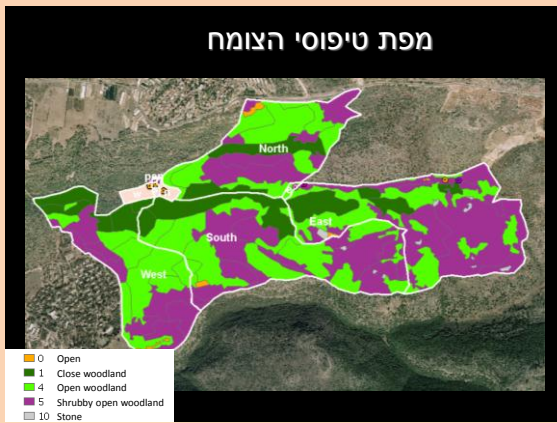 מפת טיפוסי הצומח
North
East
South
West
0 Open
1 Close woodland
4 Open woodland
5 Shrubby open woodland
10 Stone